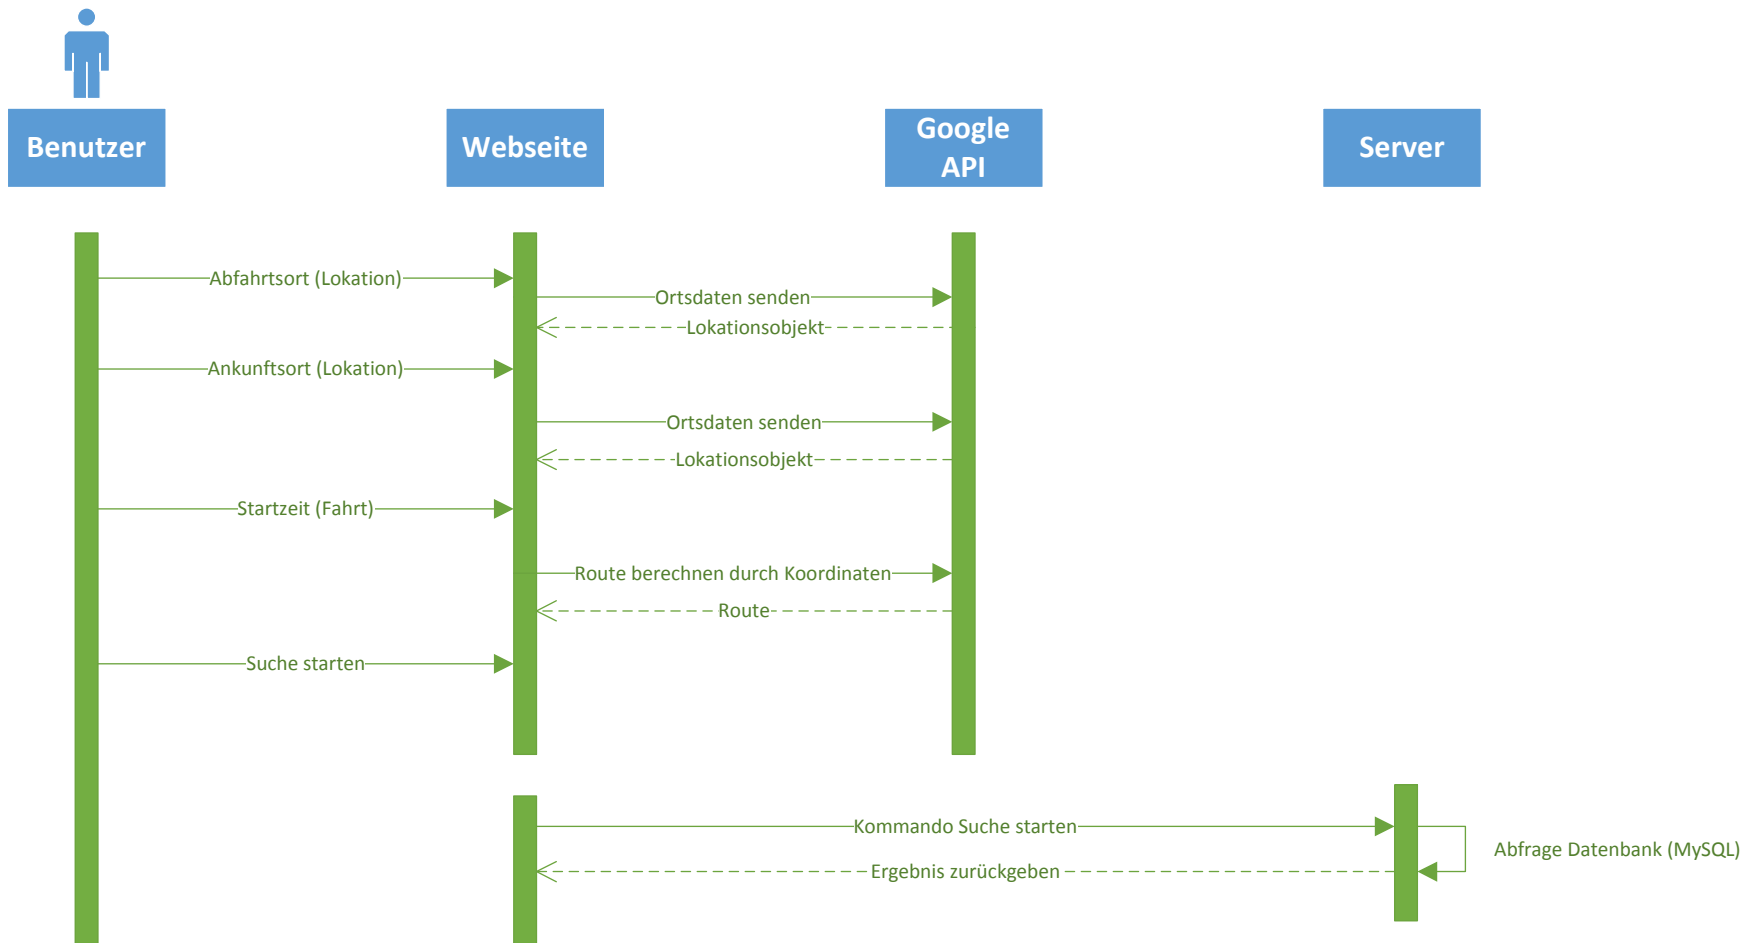 Benutzer
Webseite
Google
API
Server
Abfahrtsort (Lokation)
Ortsdaten senden
Lokationsobjekt
Ankunftsort (Lokation)
Ortsdaten senden
Lokationsobjekt
Startzeit (Fahrt)
Route berechnen durch Koordinaten
Route
Suche starten
Kommando Suche starten
Abfrage Datenbank (MySQL)
Ergebnis zurückgeben